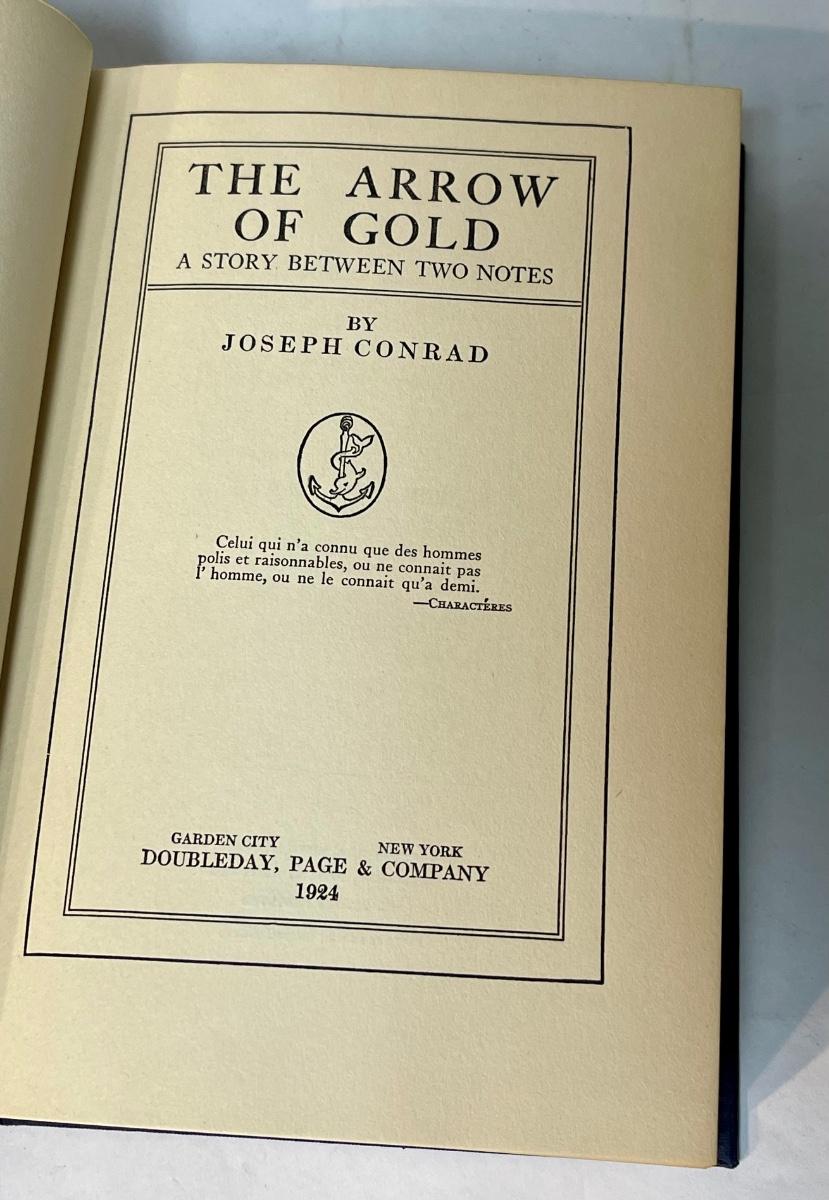 THE ARROW
OF GOLD
A STORY BETWEEN TWO NOTES
BY
JOSEPH CONRAD
Celui qui n'a connu que des hommes
polis et raisonnables, ou ne connait pas
l' homme, ou ne le connait qu'a demi.
—CHARACTÉRES
GARDEN CITY NEW YORK
DOUBLEDAY, PAGE & COMPANY
1924